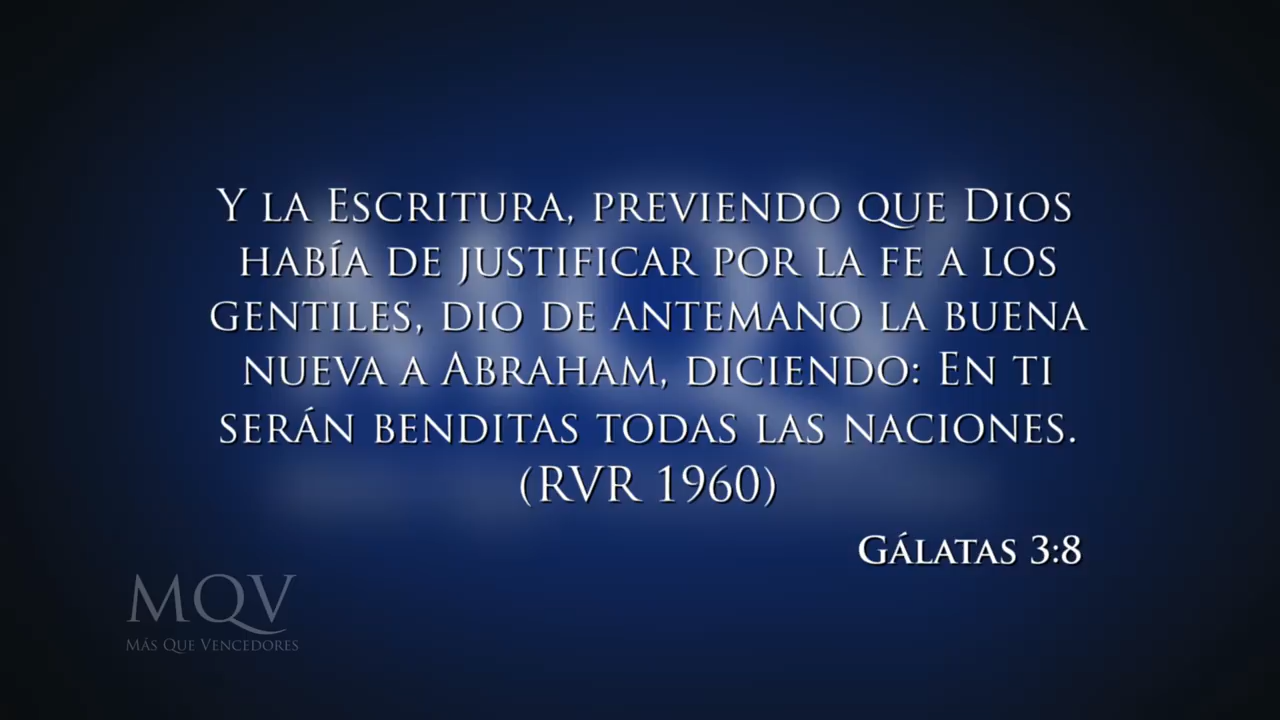 Y la Escritura, previendo que Dios
había de justificar por la fe a los
gentiles, dio de antemano la buena
nueva a Abraham, diciendo: En ti
serán benditas todas las naciones.
(RVR 1960)
Gálatas 3:8
MQV
Más Que Vencedores